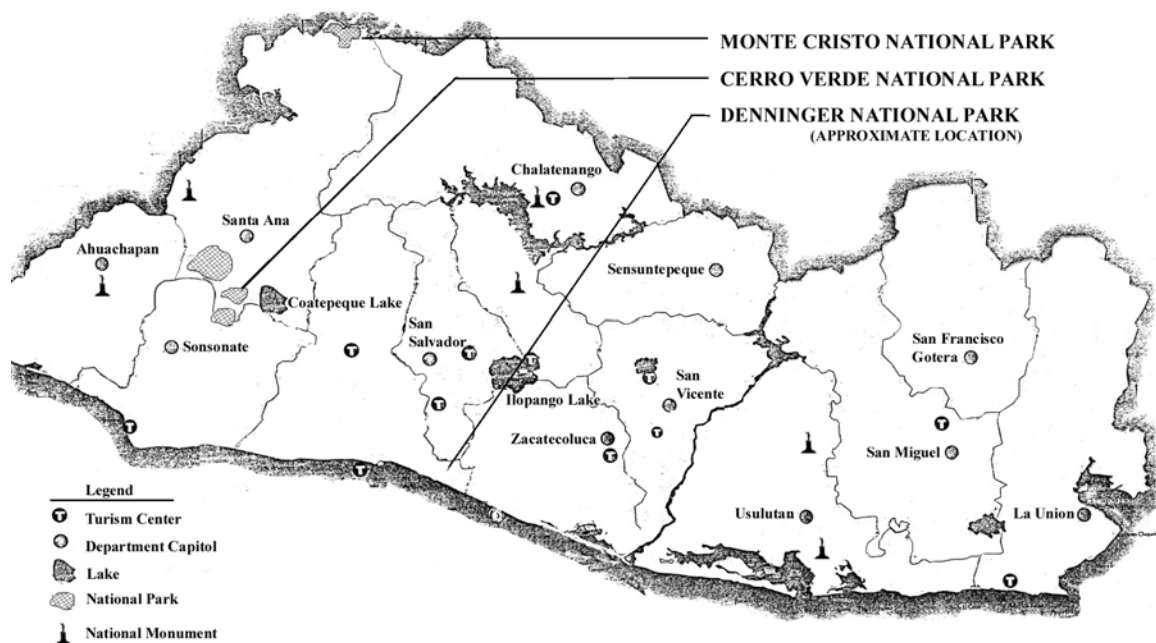 MONTE CRISTO NATIONAL PARK
CERRO VERDE NATIONAL PARK
DENNINGER NATIONAL PARK
(APPROXIMATE LOCATION)
Chalatenango
Santa Ana
Ahuachapan
Sensuntepeque
Coatepeque Lake
San
Salvador
Sonsonate
San Francisco
Gotera
Ilopango Lake
San
Vicente
Zacatecoluca
San Miguel
Usulutan
La Union
Legend
T Turism Center
Department Capitol
Lake
National Park
National Monument